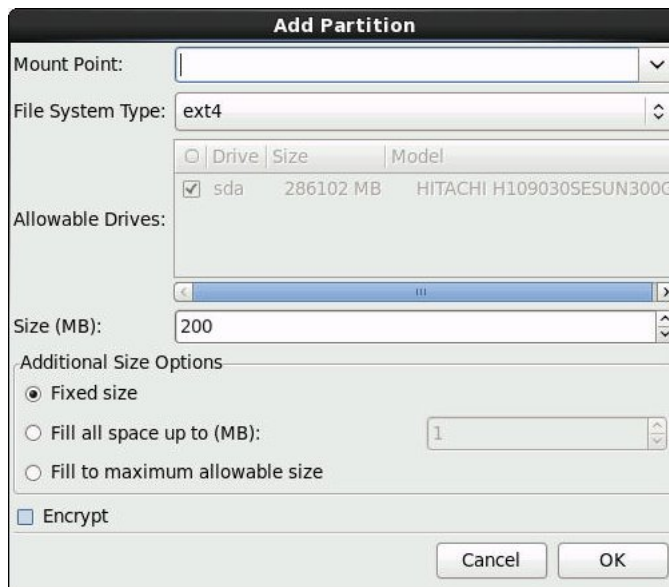 Add Partition
Mount Point:
File System Type: ext4
Drive Size Model
sda 286102 MB HITACHI H109030SESUN300G
Allowable Drives:
Size (MB): 200
Additional Size Options
Fixed size
Fill all space up to (MB): 1
Fill to maximum allowable size
Encrypt
Cancel OK